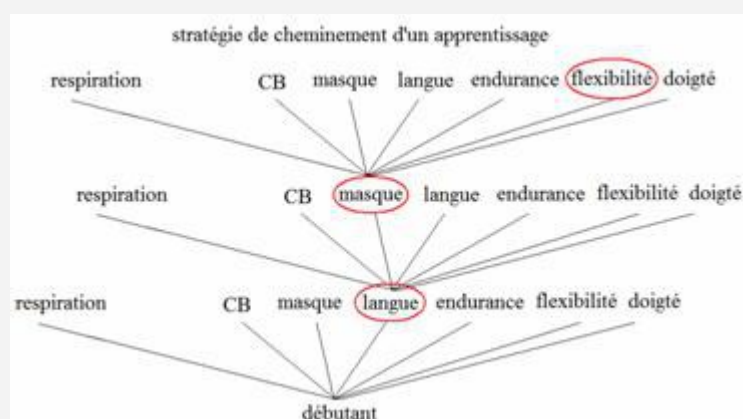 stratégie de cheminement d'un apprentissage
respiration CB masque langue endurance flexibilité doigté
respiration CB masque langue endurance flexibilité doigté
respiration CB masque langue endurance flexibilité doigté
débutant